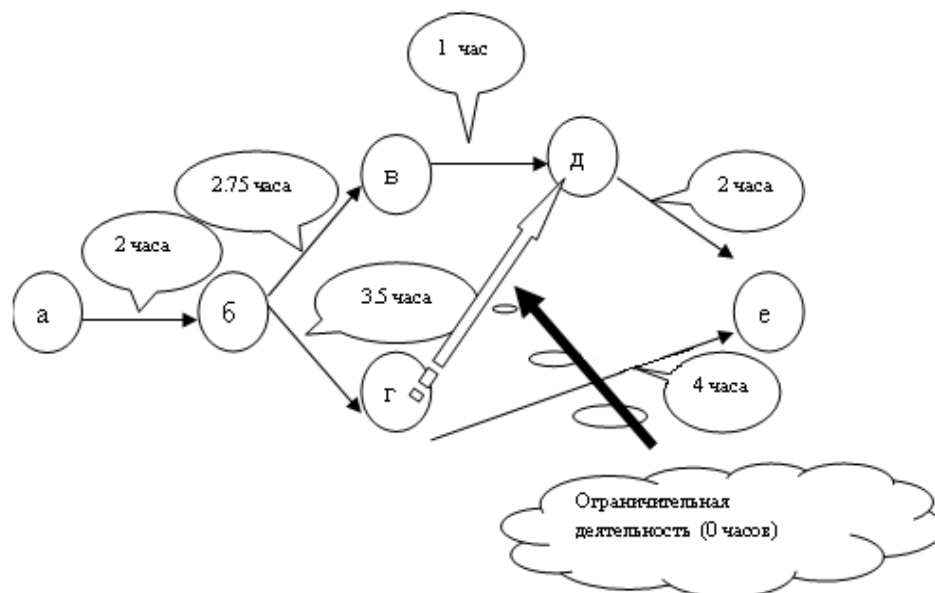 1 час
в
д
2.75 часа
2 часа
2 часа
а
б
3.5 часа
е
г
4 часа
Ограничительная
деятельность (0 часов)